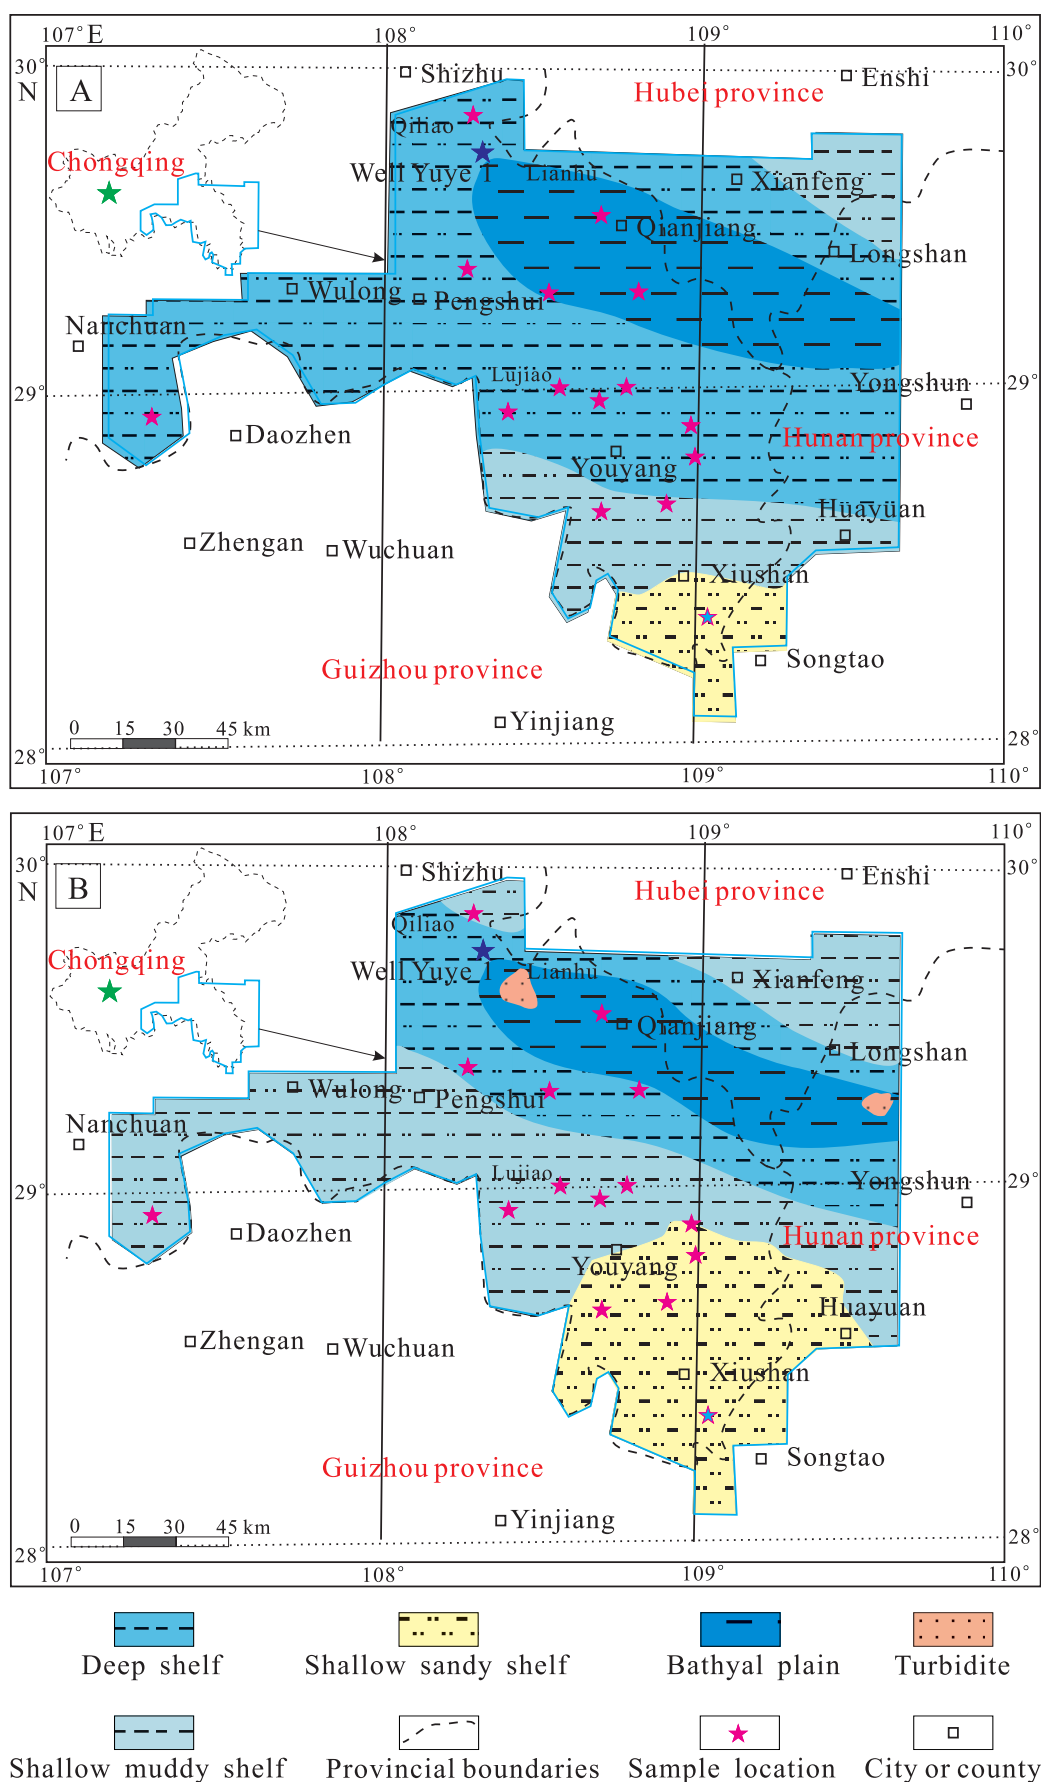 107°E 108° 109° 110°
30° 30°
N
A
Shizhu
Enshi
Hubei province
Qiliao
Chongqing
Well Yuye 1
Lianhu
Xianfeng
Qianjiang
Longshan
Wulong
Pengshui
Nanchuan
Lujiao
Yongshun
29° 29°
Daozhen
Hunan province
Youyang
Huayuan
Zhengan
Wuchuan
Xiushan
Guizhou province
Songtao
Yinjiang
0 15 30 45 km
28° 28°
107° 108° 109° 110°
107°E 108° 109° 110°
30° 30°
N
B
Shizhu
Enshi
Hubei province
Qiliao
Chongqing
Well Yuye 1
Lianhu
Xianfeng
Qianjiang
Longshan
Wulong
Pengshui
Nanchuan
Lujiao
Yongshun
29° 29°
Daozhen
Hunan province
Youyang
Huayuan
Zhengan
Wuchuan
Xiushan
Guizhou province
Songtao
Yinjiang
0 15 30 45 km
28° 28°
107° 108° 109° 110°
Deep shelf Shallow sandy shelf Bathyal plain Turbidite
Shallow muddy shelf Provincial boundaries Sample location City or county